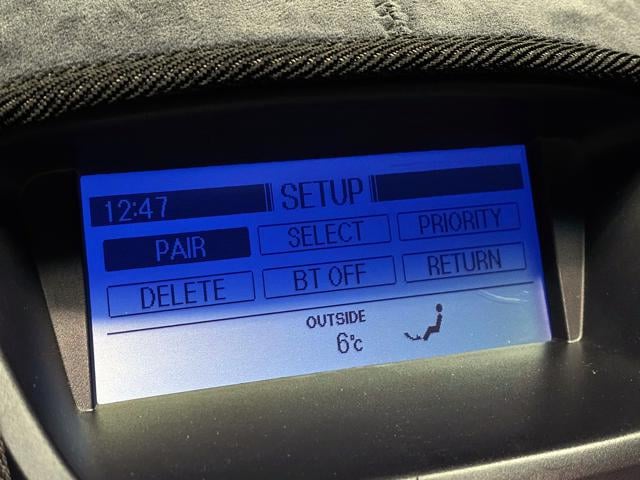 12:47 SETUP
PAIR SELECT PRIORITY
DELETE BT OFF RETURN
OUTSIDE
6°c